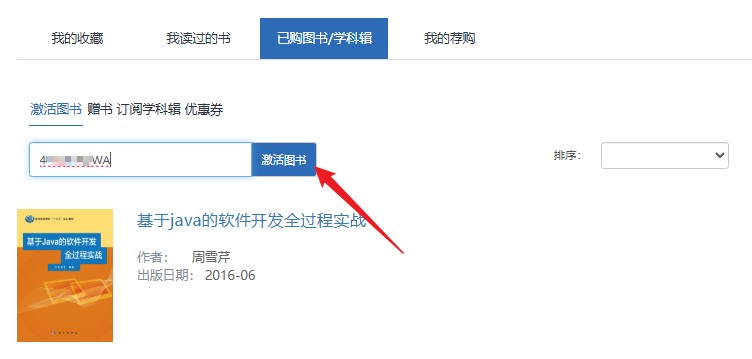 我的收藏 我读过的书 已购图书/学科辑 我的荐购
激活图书 赠书 订阅学科辑 优惠券
4 WA 激活图书 排序：
基于java的软件开发全过程实战
基于Java的软件开发
全过程实战
作者： 周雪芹
出版日期： 2016-06